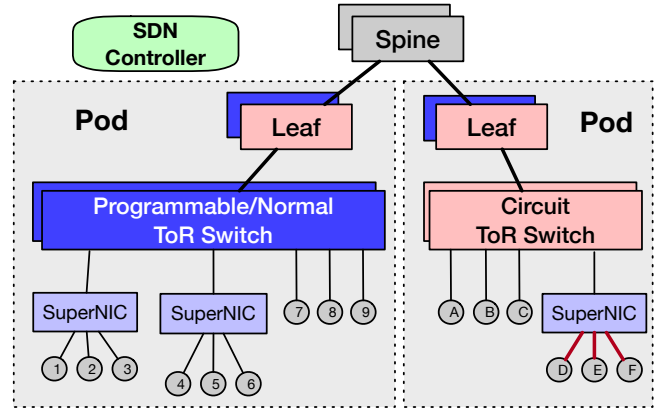 SDN
Controller
Spine
Pod
Leaf
Leaf
Pod
Programmable/Normal
ToR Switch
Circuit
ToR Switch
SuperNIC
SuperNIC
7
8
9
A
B
C
SuperNIC
1
2
3
4
5
6
D
E
F